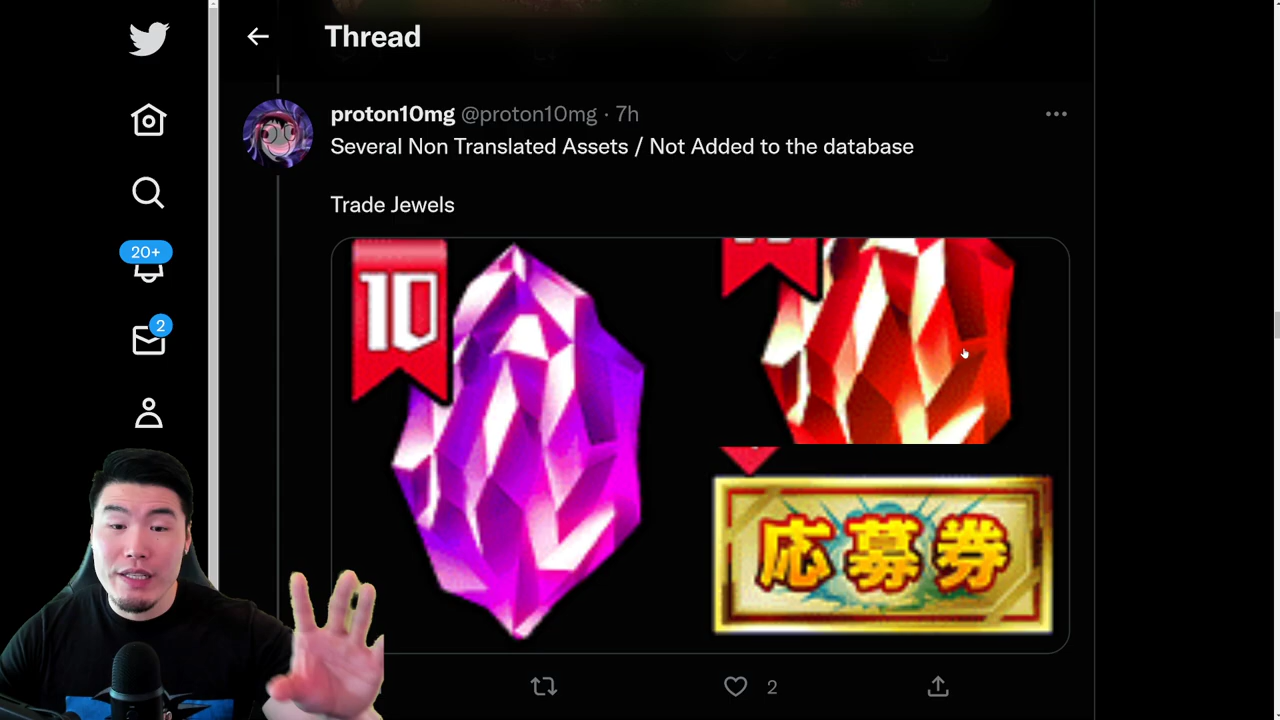 Thread
proton10mg @proton10mg · 7h
Several Non Translated Assets / Not Added to the database
20+
Trade Jewels
10
2
応募券
2